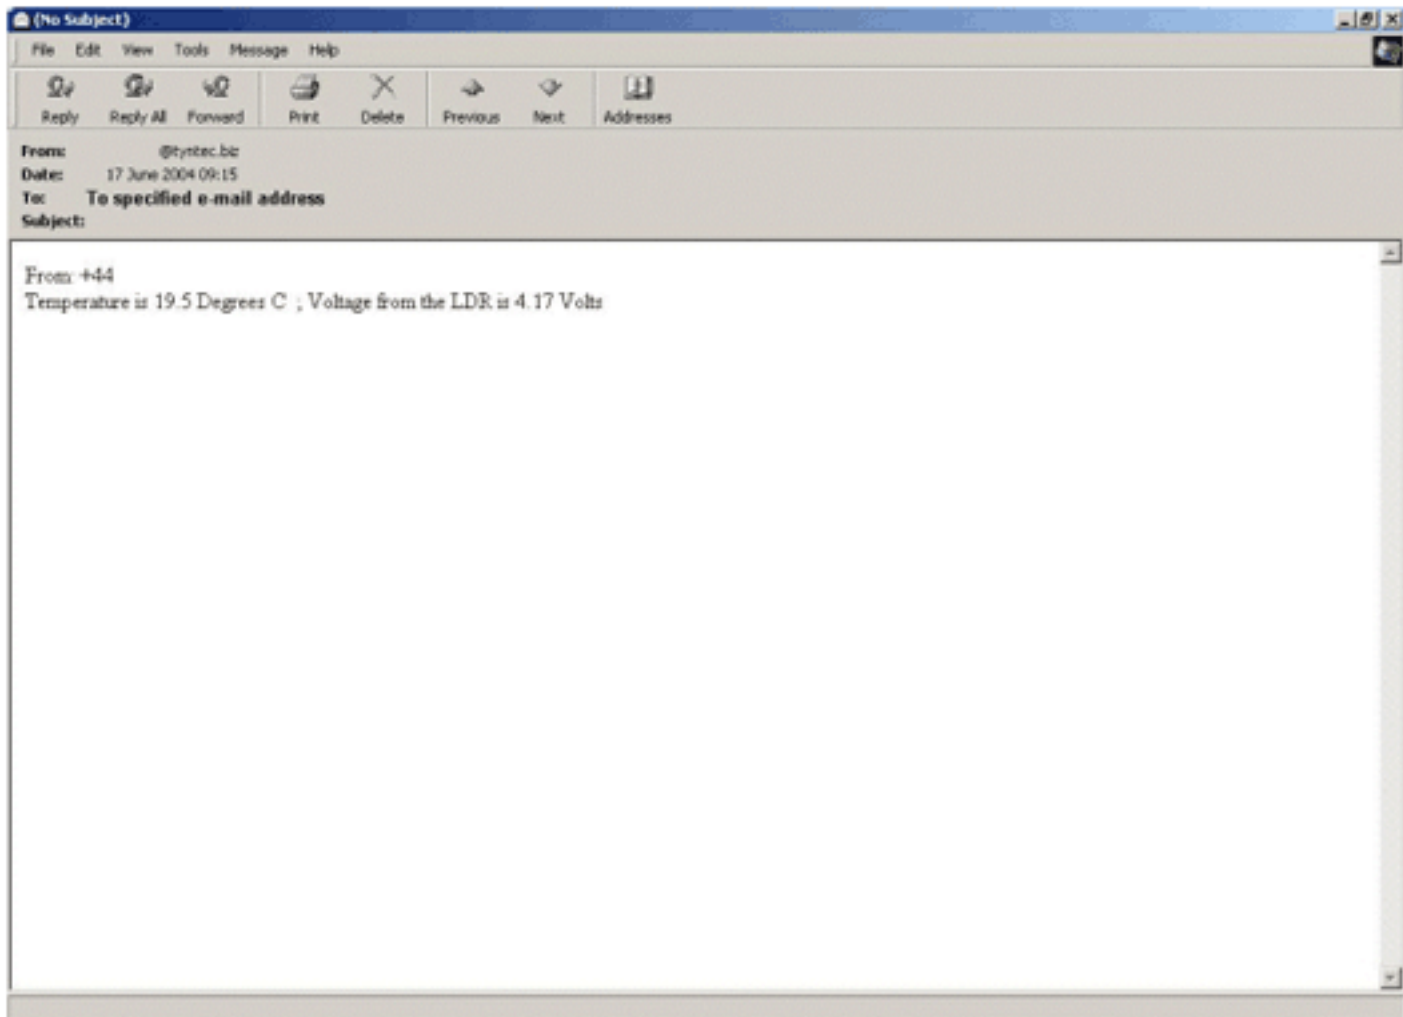 (No Subject)
File Edit View Tools Message Help
Reply Reply All Forward Print Delete Previous Next Addresses
From: @tyntec.biz
Date: 17 June 2004 09:15
To: To specified e-mail address
Subject:
From: +44
Temperature is 19.5 Degrees C ; Voltage from the LDR is 4.17 Volts